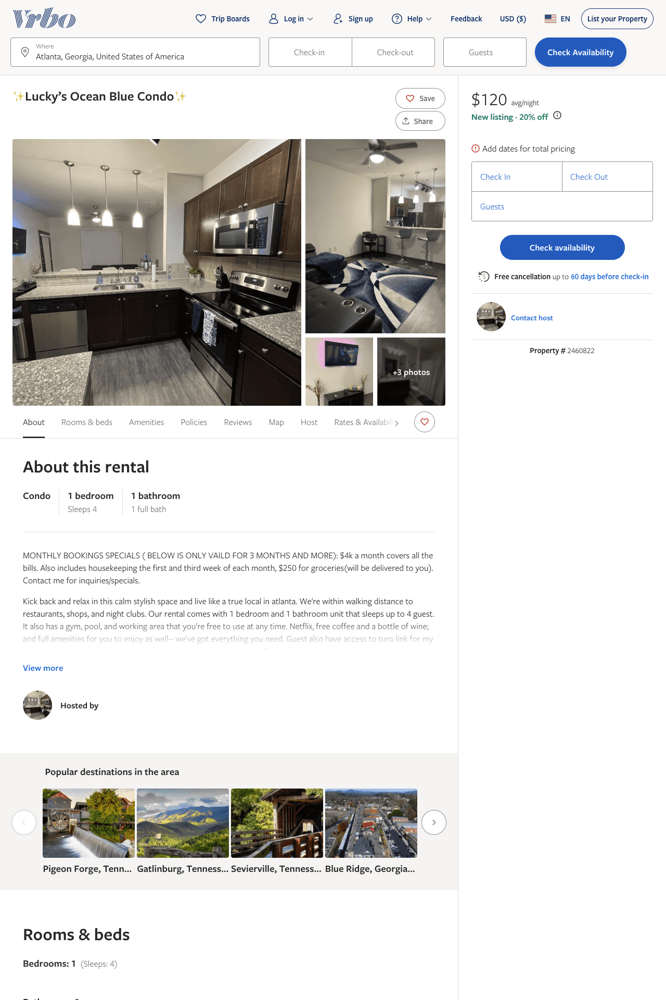 Vrbo
Trip Boards
Log in
Sign up
Help
Feedback
USD ($)
EN
List your Property
Where
Atlanta, Georgia, United States of America
Check-in
Check-out
Guests
Check Availability
✨Lucky’s Ocean Blue Condo✨
Save
Share
+3 photos
$120 avg/night
New listing · 20% off
Add dates for total pricing
Check In
Check Out
Guests
Check availability
Free cancellation up to 60 days before check-in
Contact host
Property # 2460822
About
Rooms & beds
Amenities
Policies
Reviews
Map
Host
Rates & Availabili
About this rental
Condo
1 bedroom
Sleeps 4
1 bathroom
1 full bath
MONTHLY BOOKINGS SPECIALS ( BELOW IS ONLY VAILD FOR 3 MONTHS AND MORE): $4k a month covers all the
bills. Also includes housekeeping the first and third week of each month, $250 for groceries(will be delivered to you).
Contact me for inquiries/specials.
Kick back and relax in this calm stylish space and live like a true local in atlanta. We’re within walking distance to
restaurants, shops, and night clubs. Our rental comes with 1 bedroom and 1 bathroom unit that sleeps up to 4 guest.
It also has a gym, pool, and working area that you’re free to use at any time. Netflix, free coffee and a bottle of wine;
and full amenities for you to enjoy as well-- we’ve got everything you need. Guest also have access to turo link for my
View more
Hosted by
Popular destinations in the area
Pigeon Forge, Tenn...
Gatlinburg, Tenness...
Sevierville, Tenness...
Blue Ridge, Georgia...
Rooms & beds
Bedrooms: 1 (Sleeps: 4)